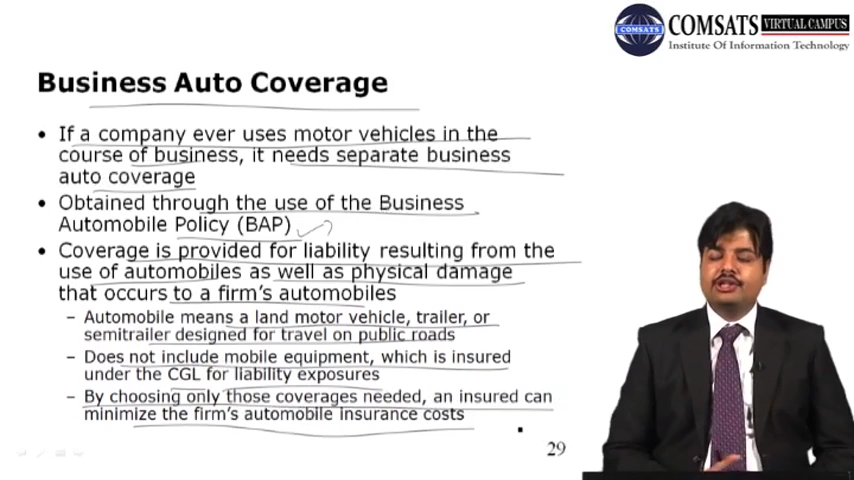 COMSATS VIRTUAL CAMPUS
Institute Of Information Technology
COMSATS
Business Auto Coverage
• If a company ever uses motor vehicles in the
course of business, it needs separate business
auto coverage
• Obtained through the use of the Business
Automobile Policy (BAP)
• Coverage is provided for liability resulting from the
use of automobiles as well as physical damage
that occurs to a firm's automobiles
– Automobile means a land motor vehicle, trailer, or
semitrailer designed for travel on public roads
– Does not include mobile equipment, which is insured
under the CGL for liability exposures
– By choosing only those coverages needed, an insured can
minimize the firm's automobile insurance costs
29